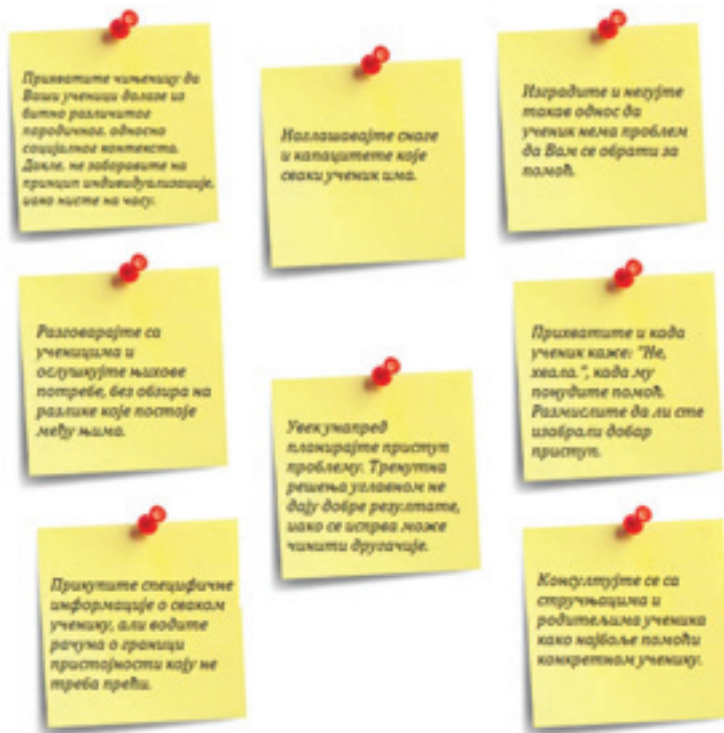 Прихватите чињеницу да
Ваши ученици долазе из
битно различитог
породичног, односно
социјалног контекста.
Дакле, не заборавите на
принцип индивидуализације,
иако нисте на часу.
Наглашавајте снаге
и капацитете које
сваки ученик има.
Изградите и негујте
такав однос да
ученик нема проблем
да Вам се обрати за
помоћ.
Разговарајте са
ученицима и
ослушкујте њихове
потребе, без обзира на
разлике које постоје
међу њима.
Увек унапред
планирајте приступ
проблему. Тренутна
решења углавном не
дају добре резултате,
иако се испрва може
чинити другачије.
Прихватите и када
ученик каже: "Не,
хвала.", када му
понудите помоћ.
Размислите да ли сте
изабрали добар
приступ.
Прикупите специфичне
информације о сваком
ученику, али водите
рачуна о граници
пристојности коју не
треба прећи.
Консултујте се са
стручњацима и
родитељима ученика
како најбоље помоћи
конкретном ученику.